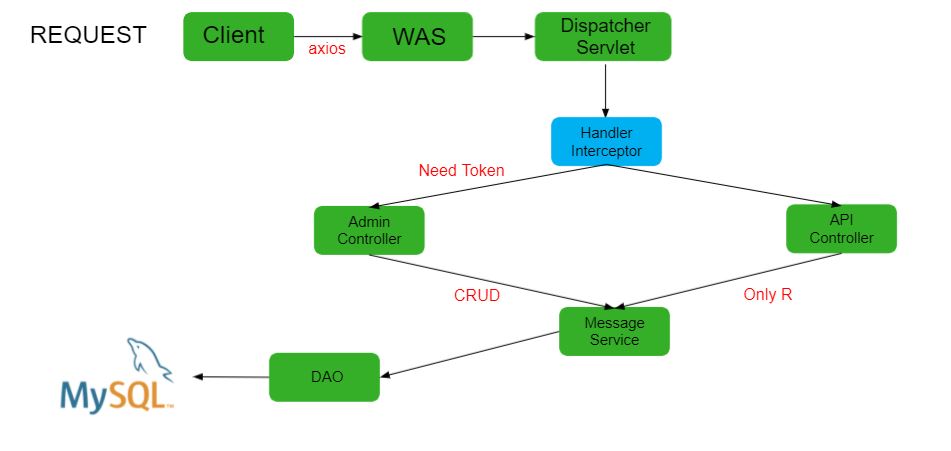 REQUEST
Client
axios
WAS
Dispatcher
Servlet
Handler
Interceptor
Need Token
Admin
Controller
API
Controller
CRUD
Only R
Message
Service
DAO
MySQL™